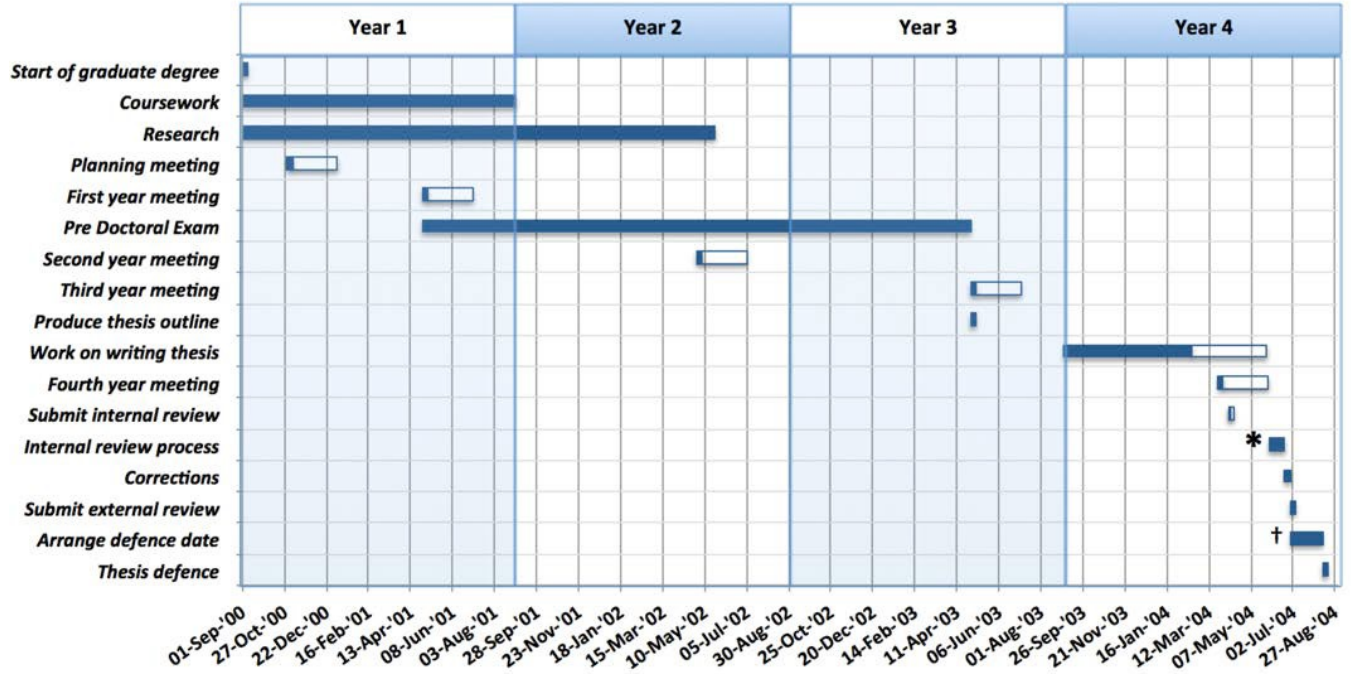 Year 1 Year 2 Year 3 Year 4
Start of graduate degree
Coursework
Research
Planning meeting
First year meeting
Pre Doctoral Exam
Second year meeting
Third year meeting
Produce thesis outline
Work on writing thesis
Fourth year meeting
Submit internal review
Internal review process *
Corrections
Submit external review
Arrange defence date †
Thesis defence
01-Sep-'00 27-Oct-'00 22-Dec-'00 16-Feb-'01 13-Apr-'01 08-Jun-'01 03-Aug-'01 28-Sep-'01 23-Nov-'01 18-Jan-'02 15-Mar-'02 10-May-'02 05-Jul-'02 30-Aug-'02 25-Oct-'02 20-Dec-'02 14-Feb-'03 11-Apr-'03 06-Jun-'03 01-Aug-'03 26-Sep-'03 21-Nov-'03 16-Jan-'04 12-Mar-'04 07-May-'04 02-Jul-'04 27-Aug-'04